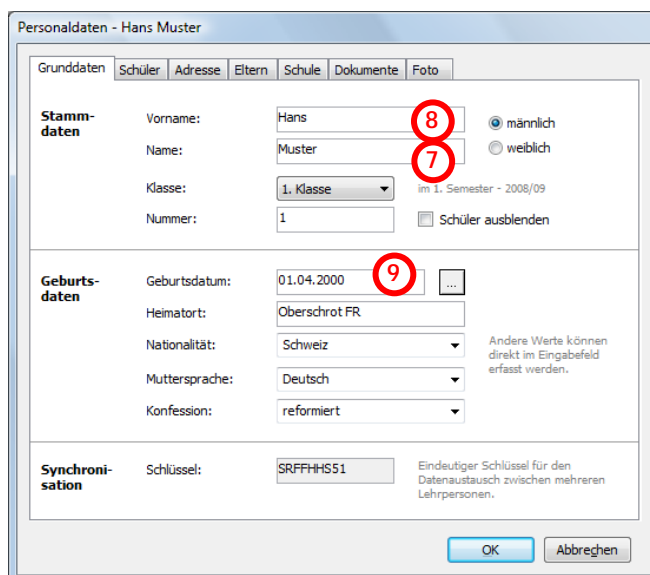 Personaldaten - Hans Muster
Grunddaten Schüler Adresse Eltern Schule Dokumente Foto
Stamm-
daten
Vorname: Hans 8 männlich
Name: Muster 7 weiblich
Klasse: 1. Klasse im 1. Semester - 2008/09
Nummer: 1 Schüler ausblenden
Geburts-
daten
Geburtsdatum: 01.04.2000 9 ...
Heimatort: Oberschrot FR
Nationalität: Schweiz
Muttersprache: Deutsch
Konfession: reformiert
Andere Werte können
direkt im Eingabefeld
erfasst werden.
Synchroni-
sation
Schlüssel: SRFFHHS51
Eindeutiger Schlüssel für den
Datenaustausch zwischen mehreren
Lehrpersonen.
OK Abbrechen